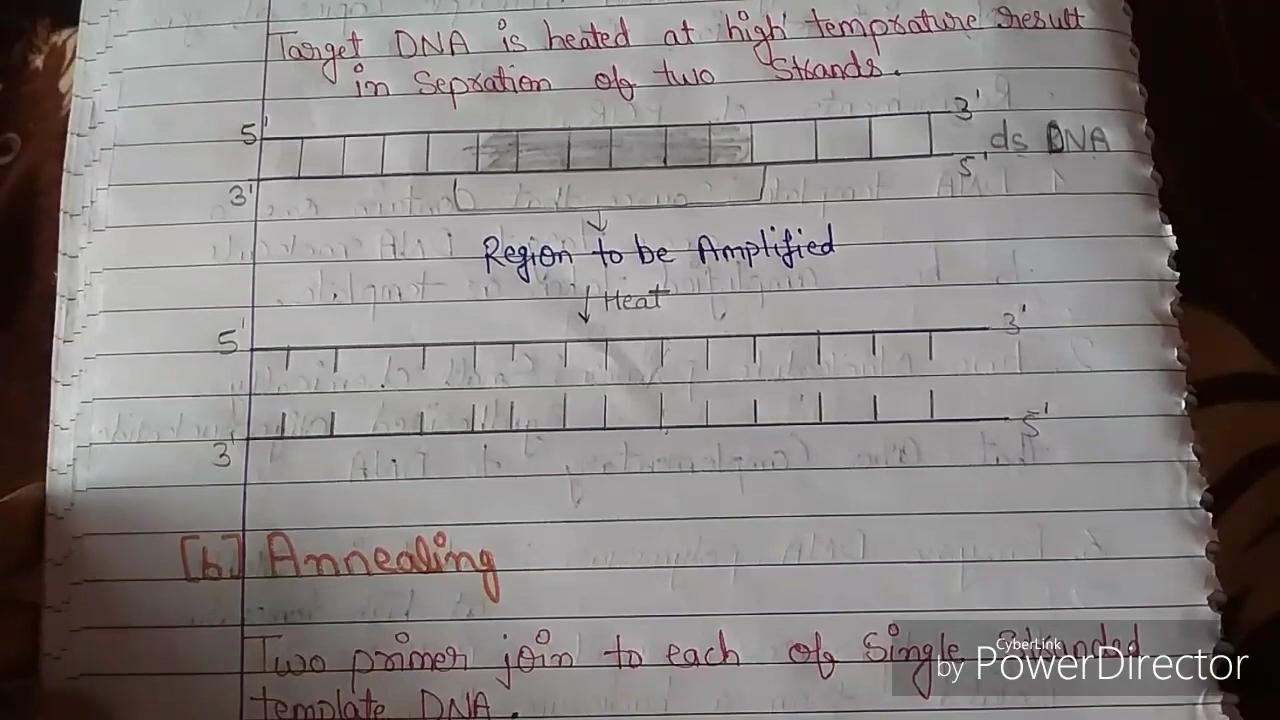 Target DNA is heated at high temprature result
in Sepration of two Strands.
5' 3'
3' 5' ds DNA
Region to be Amplified
↓ Heat
5' 3'
3' 5'
[b] Annealing
Two primer join to each of Single Stranded
template DNA.
CyberLink
by PowerDirector